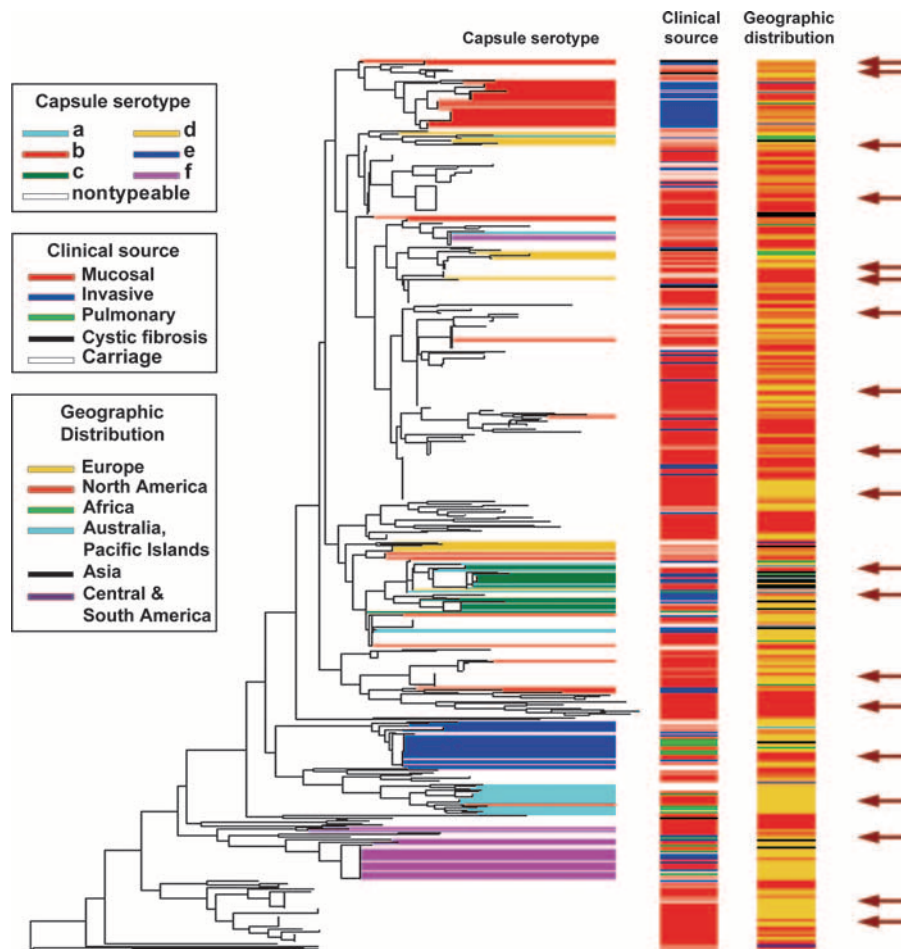 Capsule serotype
Clinical
source
Geographic
distribution
Capsule serotype
a
d
b
e
c
f
nontypeable
Clinical source
Mucosal
Invasive
Pulmonary
Cystic fibrosis
Carriage
Geographic
Distribution
Europe
North America
Africa
Australia,
Pacific Islands
Asia
Central &
South America